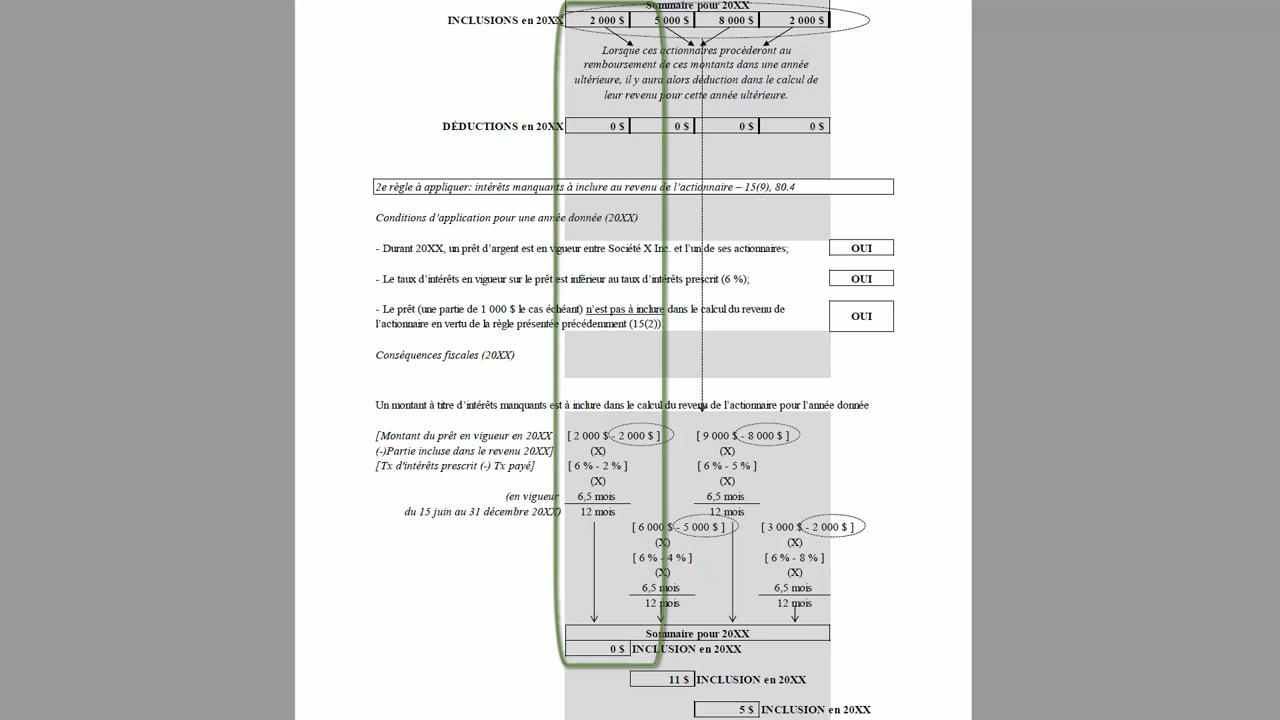 Sommaire pour 20XX
INCLUSIONS en 20XX 2 000 $ 5 000 $ 8 000 $ 2 000 $
Lorsque ces actionnaires procèderont au
remboursement de ces montants dans une année
ultérieure, il y aura alors déduction dans le calcul de
leur revenu pour cette année ultérieure.
DÉDUCTIONS en 20XX 0 $ 0 $ 0 $ 0 $
2e règle à appliquer: intérêts manquants à inclure au revenu de l'actionnaire – 15(9), 80.4
Conditions d'application pour une année donnée (20XX)
- Durant 20XX, un prêt d'argent est en vigueur entre Société X Inc. et l'un de ses actionnaires; OUI
- Le taux d'intérêts en vigueur sur le prêt est inférieur au taux d'intérêts prescrit (6 %); OUI
- Le prêt (une partie de 1 000 $ le cas échéant) n'est pas à inclure dans le calcul du revenu de
l'actionnaire en vertu de la règle présentée précédemment (15(2)). OUI
Conséquences fiscales (20XX)
Un montant à titre d'intérêts manquants est à inclure dans le calcul du revenu de l'actionnaire pour l'année donnée
[Montant du prêt en vigueur en 20XX [ 2 000 $ - 2 000 $ ] [ 9 000 $ - 8 000 $ ]
(-)Partie incluse dans le revenu 20XX] (X) (X)
[Tx d'intérêts prescrit (-) Tx payé] [ 6 % - 2 % ] [ 6 % - 5 % ]
(X) (X)
(en vigueur 6,5 mois 6,5 mois
du 15 juin au 31 décembre 20XX) 12 mois 12 mois
[ 6 000 $ - 5 000 $ ] [ 3 000 $ - 2 000 $ ]
(X) (X)
[ 6 % - 4 % ] [ 6 % - 8 % ]
(X) (X)
6,5 mois 6,5 mois
12 mois 12 mois
Sommaire pour 20XX
0 $ INCLUSION en 20XX
11 $ INCLUSION en 20XX
5 $ INCLUSION en 20XX